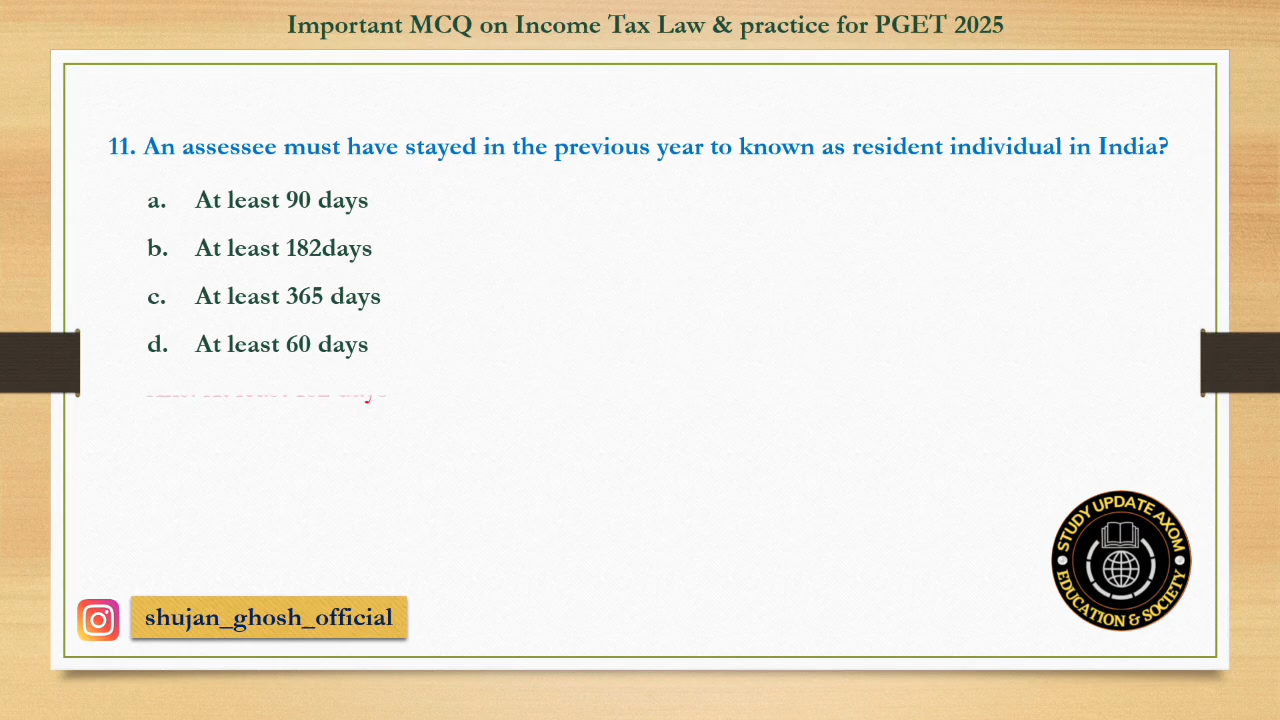 Important MCQ on Income Tax Law & practice for PGET 2025
11. An assessee must have stayed in the previous year to known as resident individual in India?
a. At least 90 days
b. At least 182days
c. At least 365 days
d. At least 60 days
STUDY UPDATE AXOM
EDUCATION & SOCIETY
shujan_ghosh_official